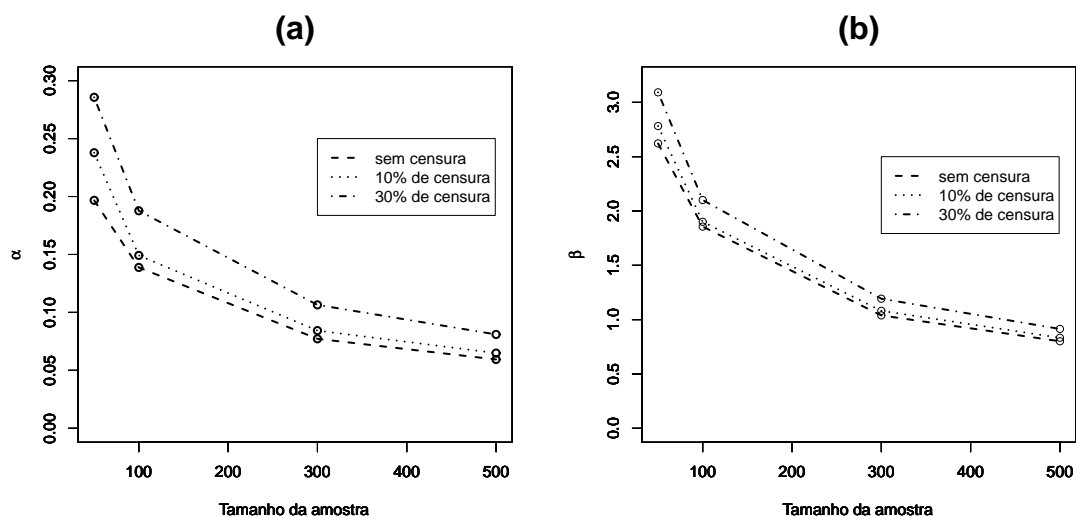 (a)
0.30
0.25
0.20
0.15
0.10
0.05
0.00
α
sem censura
10% de censura
30% de censura
100 200 300 400 500
Tamanho da amostra
(b)
3.0
2.5
2.0
1.5
1.0
0.5
0.0
β
sem censura
10% de censura
30% de censura
100 200 300 400 500
Tamanho da amostra